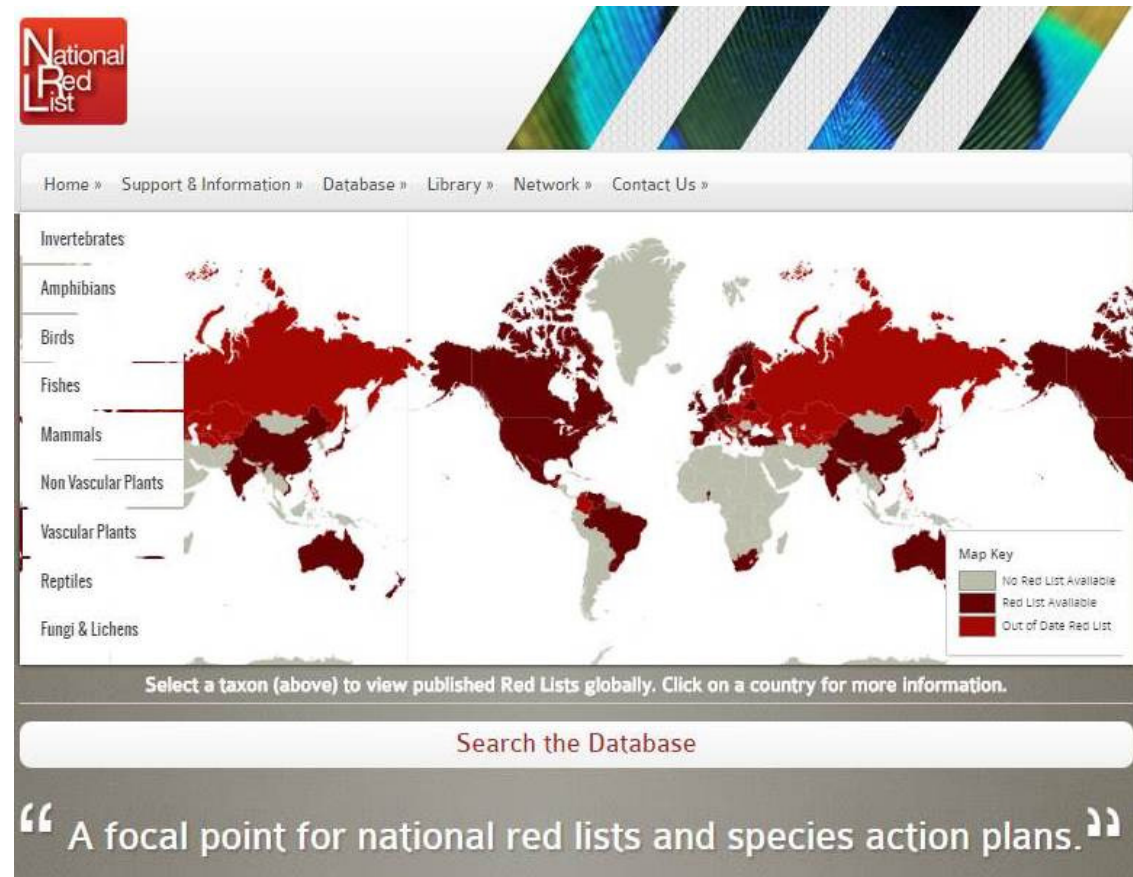 National
Red
List
Home » Support & Information » Database » Library » Network » Contact Us »
Invertebrates
Amphibians
Birds
Fishes
Mammals
Non Vascular Plants
Vascular Plants
Reptiles
Fungi & Lichens
Map Key
No Red List Available
Red List Available
Out of Date Red List
Select a taxon (above) to view published Red Lists globally. Click on a country for more information.
Search the Database
“ A focal point for national red lists and species action plans. ”